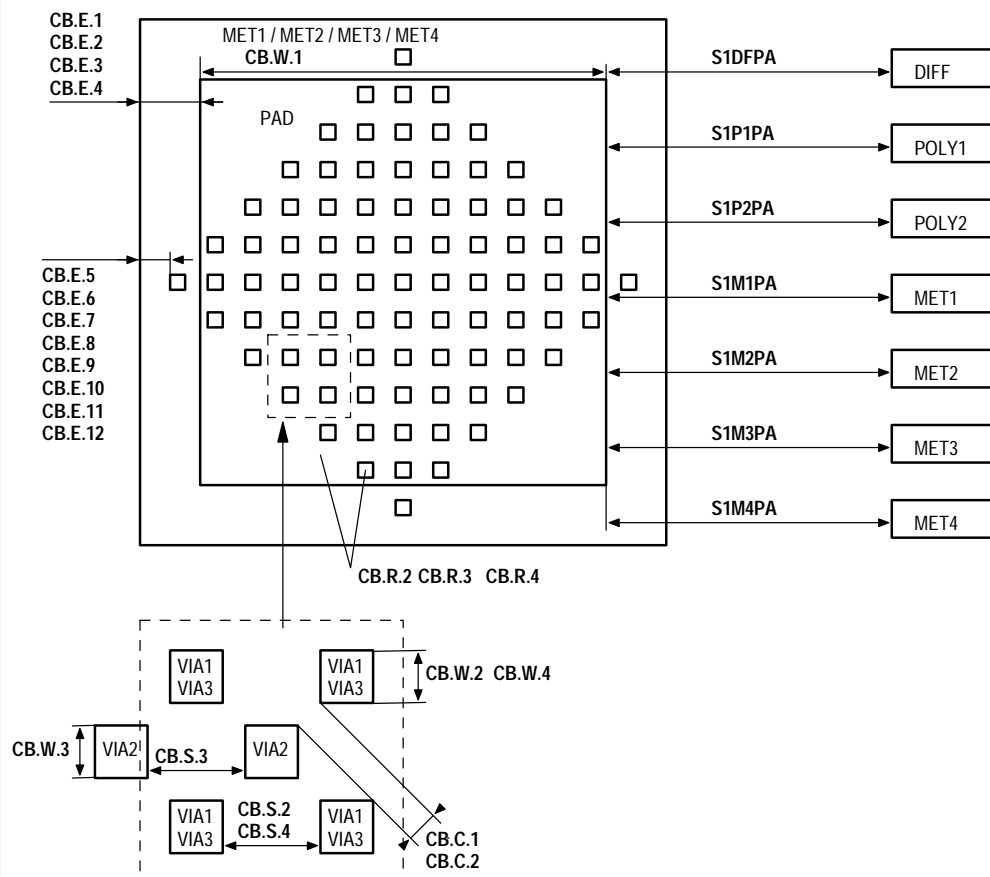 CB.E.1
CB.E.2
CB.E.3
CB.E.4
MET1 / MET2 / MET3 / MET4
CB.W.1
PAD
S1DFPA
DIFF
S1P1PA
POLY1
S1P2PA
POLY2
S1M1PA
MET1
S1M2PA
MET2
S1M3PA
MET3
S1M4PA
MET4
CB.E.5
CB.E.6
CB.E.7
CB.E.8
CB.E.9
CB.E.10
CB.E.11
CB.E.12
CB.R.2 CB.R.3 CB.R.4
VIA1
VIA3
VIA1
VIA3
CB.W.2 CB.W.4
CB.W.3
VIA2
CB.S.3
VIA2
VIA1
VIA3
CB.S.2
CB.S.4
VIA1
VIA3
CB.C.1
CB.C.2